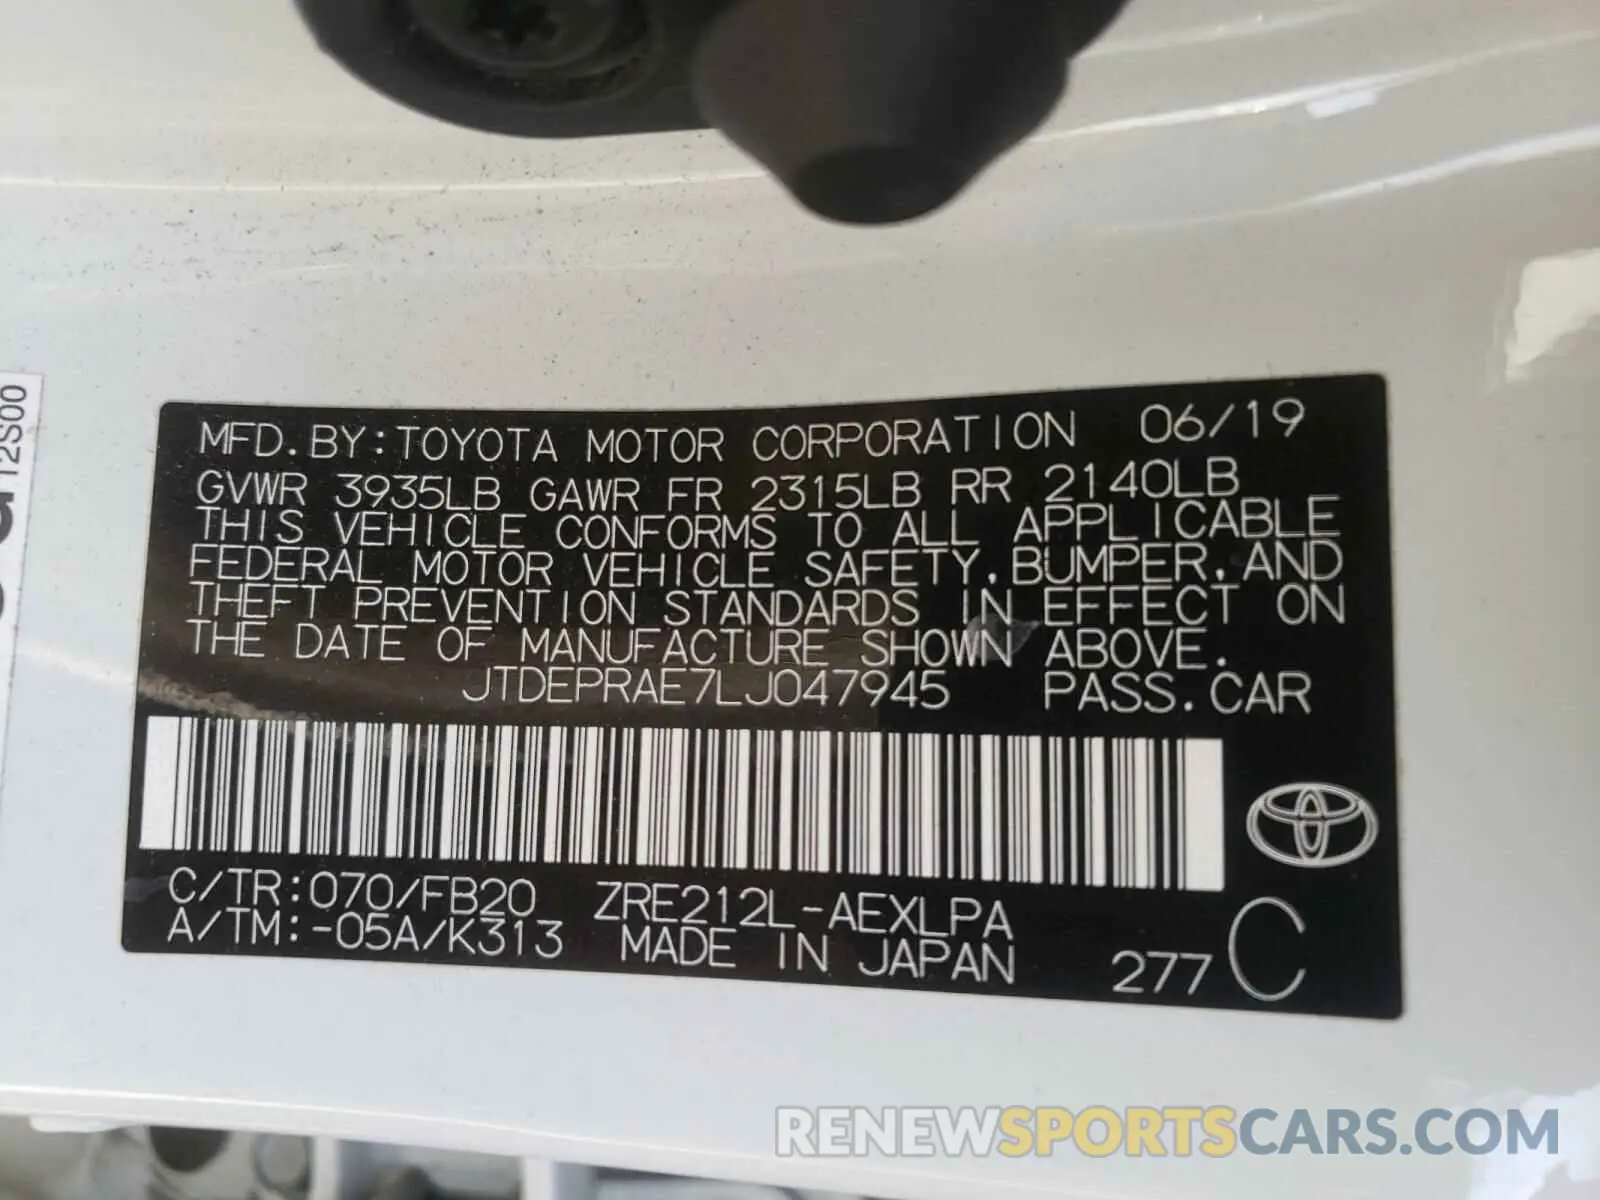 MFD.BY:TOYOTA MOTOR CORPORATION 06/19
GVWR 3935LB GAWR FR 2315LB RR 2140LB
THIS VEHICLE CONFORMS TO ALL APPLICABLE
FEDERAL MOTOR VEHICLE SAFETY, BUMPER, AND
THEFT PREVENTION STANDARDS IN EFFECT ON
THE DATE OF MANUFACTURE SHOWN ABOVE.
JTDEPRAE7LJ047945 PASS.CAR
C/TR:070/FB20 ZRE212L-AEXLPA
A/TM:-05A/K313 MADE IN JAPAN 277 C
12S00
RENEWSPORTSCARS.COM